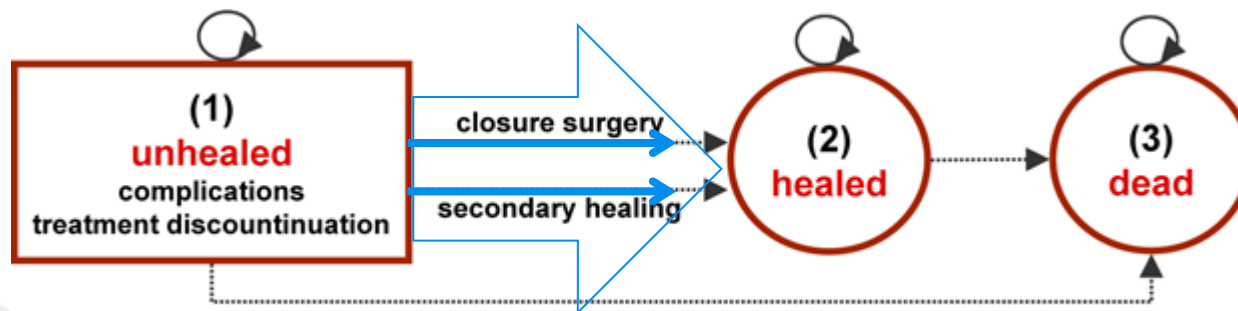 (1)
unhealed
complications
treatment discountinuation
closure surgery
secondary healing
(2)
healed
(3)
dead